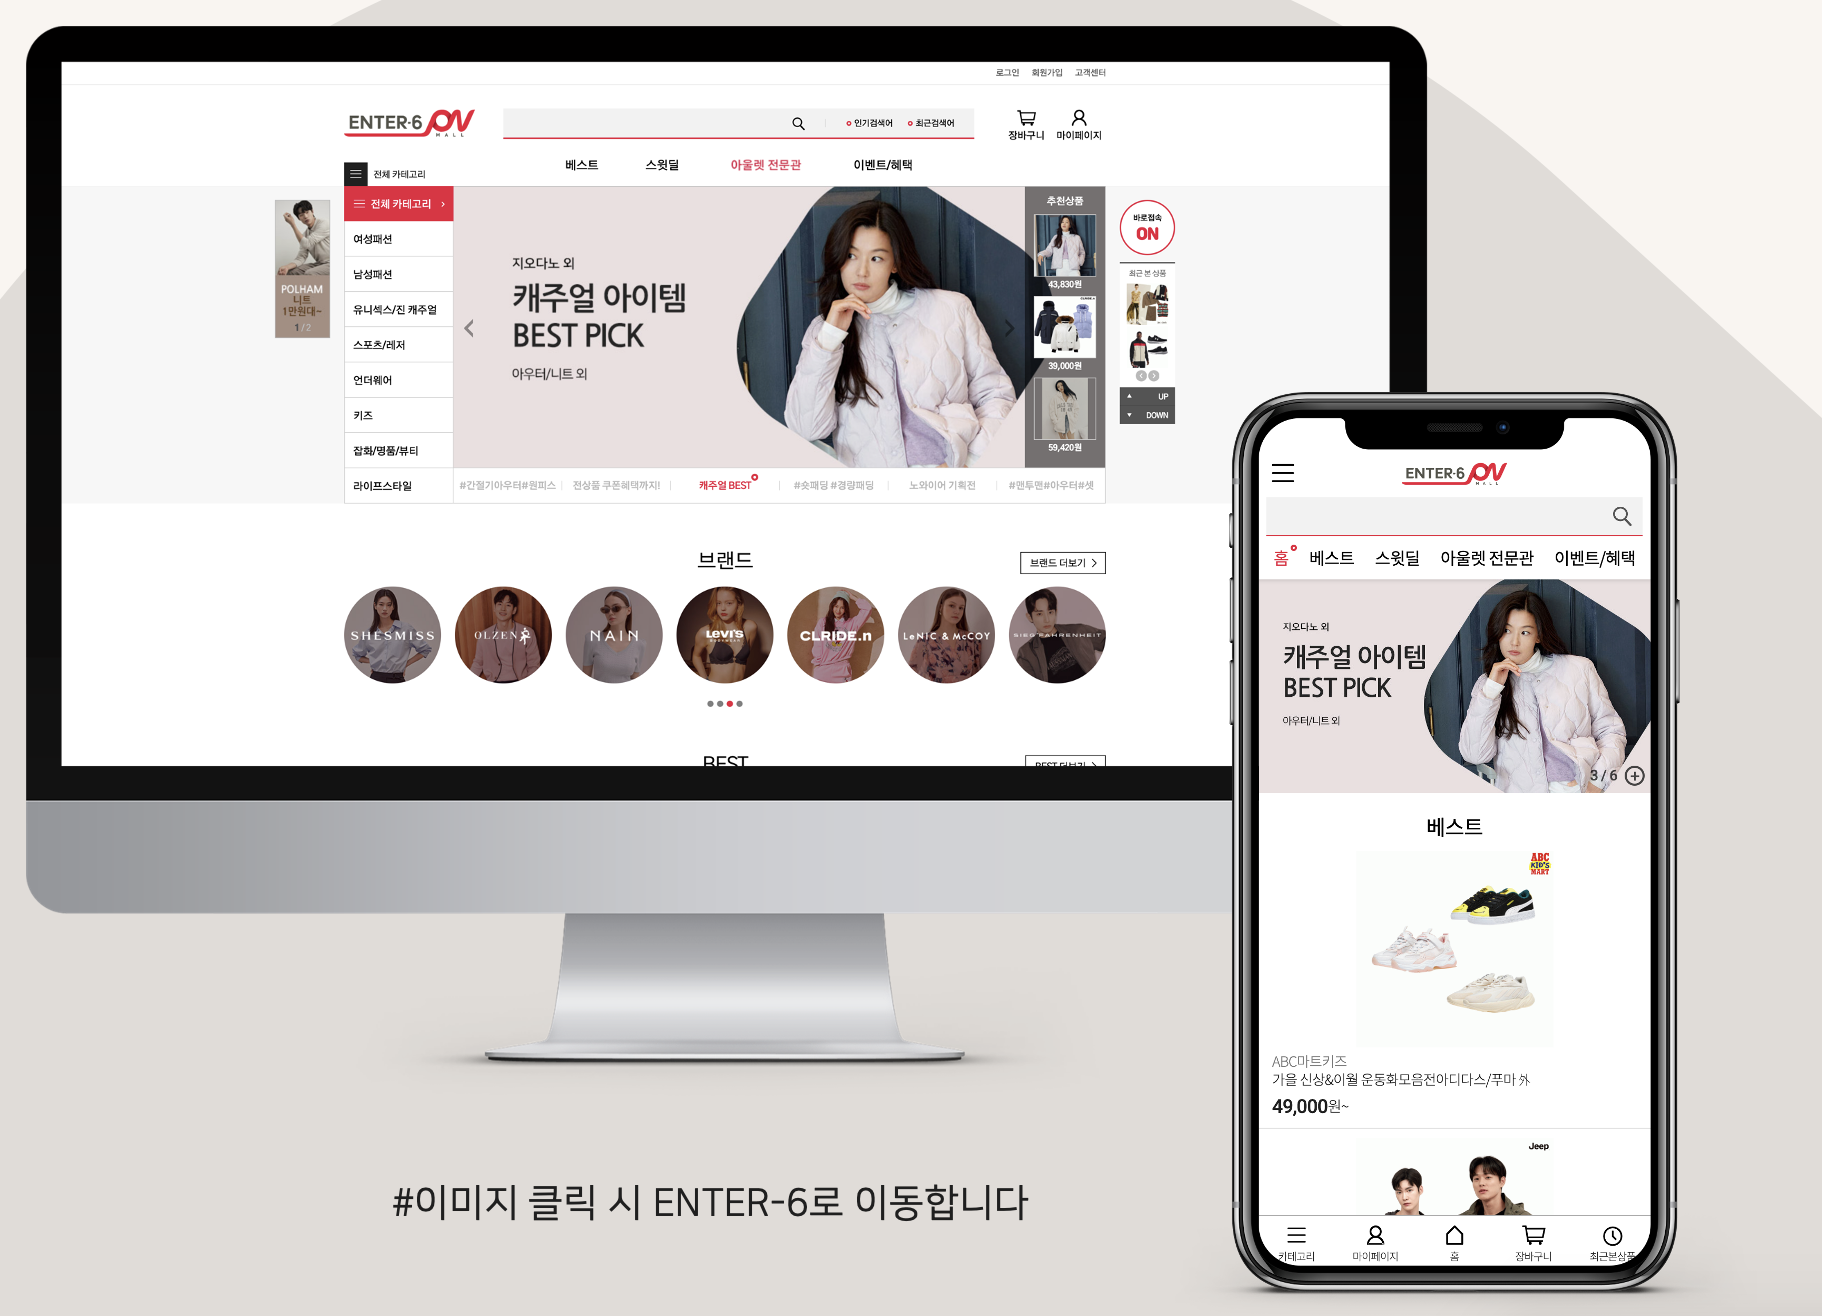 로그인 회원가입 고객센터
ENTER·6 ON
MALL
인기검색어 최근검색어
장바구니 마이페이지
전체 카테고리
베스트 스윗딜 아울렛 전문관 이벤트/혜택
전체 카테고리
여성패션
남성패션
유니섹스/진 캐주얼
스포츠/레저
언더웨어
키즈
잡화/명품/뷰티
라이프스타일
POLHAM
니트
1만원대~
1 / 2
지오다노 외
캐주얼 아이템
BEST PICK
아우터/니트 외
추천상품
43,830원
CLRIDE.n
39,000원
59,420원
바로접속
ON
최근 본 상품
UP
DOWN
#간절기아우터#원피스 전상품 쿠폰혜택까지! 캐주얼 BEST #숏패딩 #경량패딩 노와이어 기획전 #맨투맨#아우터#셋
브랜드
브랜드 더보기
SHESMISS OLZEN NAIN Levi's CLRIDE.n LeNIC & McCOY SIEG FAHRENHEIT
BEST
BEST 더보기
#이미지 클릭 시 ENTER-6로 이동합니다
ENTER·6 ON
MALL
홈 베스트 스윗딜 아울렛 전문관 이벤트/혜택
지오다노 외
캐주얼 아이템
BEST PICK
아우터/니트 외
3 / 6
베스트
ABC
KID'S
MART
ABC마트키즈
가을 신상&이월 운동화모음전아디다스/푸마 外
49,000원~
Jeep
카테고리 마이페이지 홈 장바구니 최근본상품